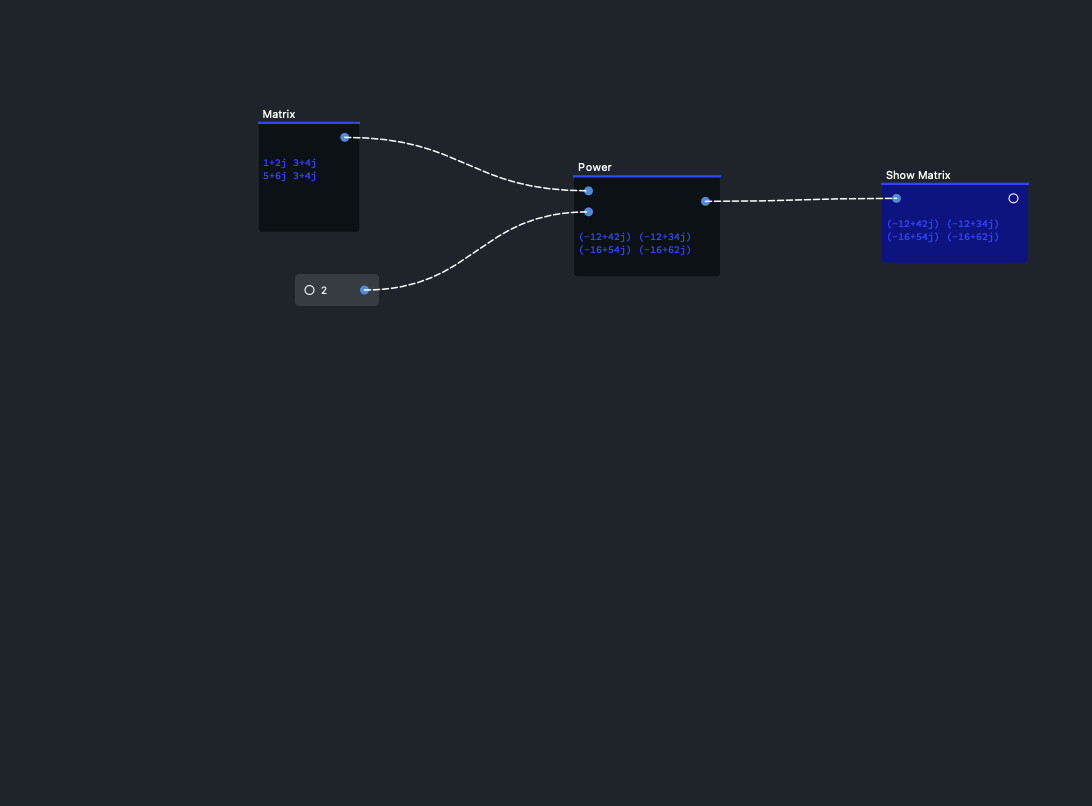 Matrix
1+2j 3+4j
5+6j 3+4j
2
Power
(-12+42j) (-12+34j)
(-16+54j) (-16+62j)
Show Matrix
(-12+42j) (-12+34j)
(-16+54j) (-16+62j)